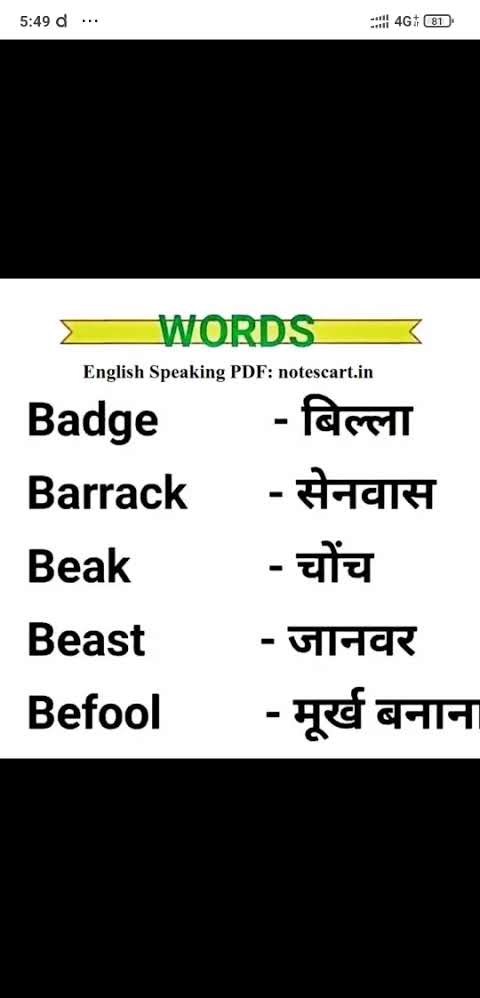 5:49 d ...
4G 81
WORDS
English Speaking PDF: notescart.in
Badge - बिल्ला
Barrack - सेनवास
Beak - चोंच
Beast - जानवर
Befool - मूर्ख बनाना